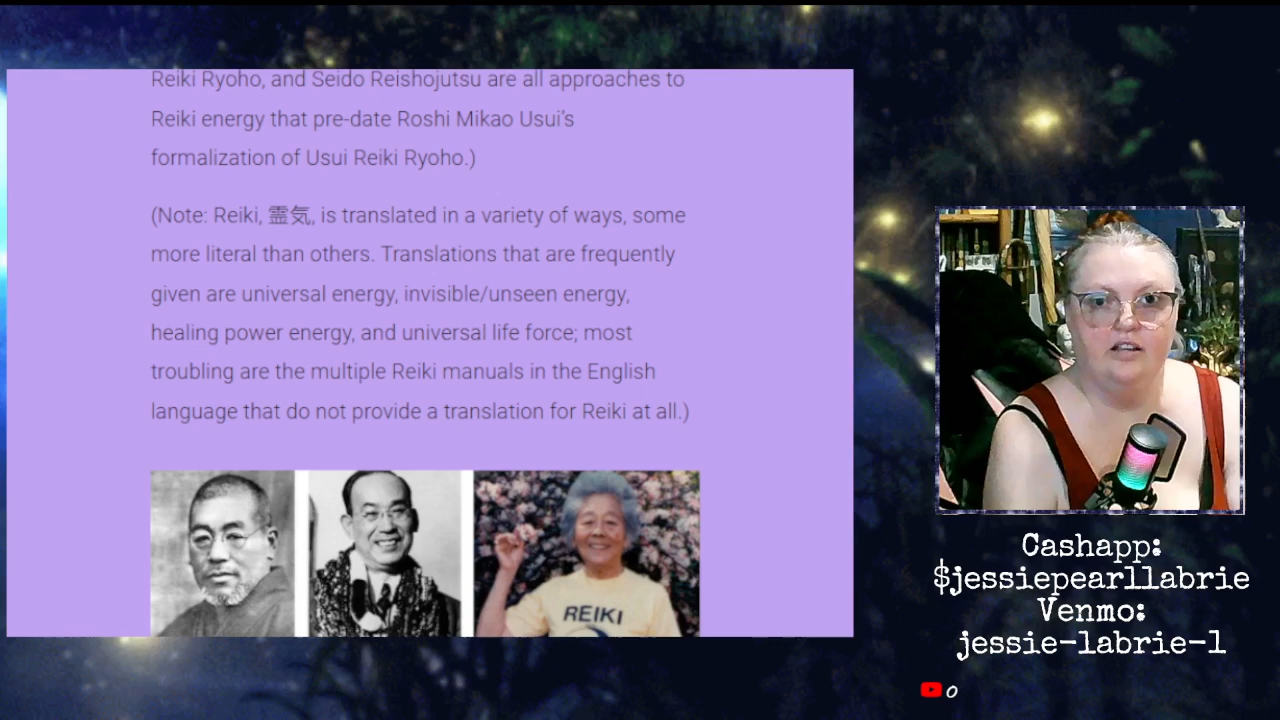 Reiki Ryoho, and Seido Reishojutsu are all approaches to
Reiki energy that pre-date Roshi Mikao Usui’s
formalization of Usui Reiki Ryoho.)
(Note: Reiki, 霊気, is translated in a variety of ways, some
more literal than others. Translations that are frequently
given are universal energy, invisible/unseen energy,
healing power energy, and universal life force; most
troubling are the multiple Reiki manuals in the English
language that do not provide a translation for Reiki at all.)
REIKI
Cashapp:
$jessiepearllabrie
Venmo:
jessie-labrie-1
0